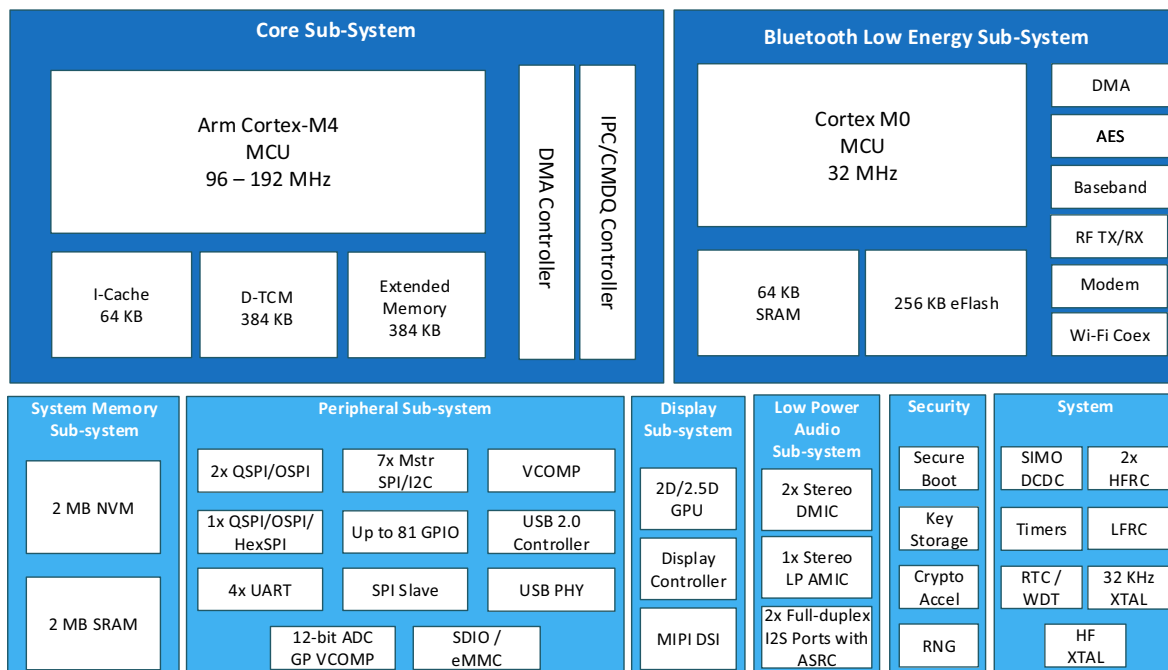 Core Sub-System
Arm Cortex-M4
MCU
96 – 192 MHz
I-Cache
64 KB
D-TCM
384 KB
Extended
Memory
384 KB
DMA Controller
IPC/CMDQ Controller
Bluetooth Low Energy Sub-System
Cortex M0
MCU
32 MHz
64 KB
SRAM
256 KB eFlash
DMA
AES
Baseband
RF TX/RX
Modem
Wi-Fi Coex
System Memory
Sub-system
2 MB NVM
2 MB SRAM
Peripheral Sub-system
2x QSPI/OSPI
7x Mstr
SPI/I2C
VCOMP
1x QSPI/OSPI/
HexSPI
Up to 81 GPIO
USB 2.0
Controller
4x UART
SPI Slave
USB PHY
12-bit ADC
GP VCOMP
SDIO /
eMMC
Display
Sub-system
2D/2.5D
GPU
Display
Controller
MIPI DSI
Low Power
Audio
Sub-system
2x Stereo
DMIC
1x Stereo
LP AMIC
2x Full-duplex
I2S Ports with
ASRC
Security
Secure
Boot
Key
Storage
Crypto
Accel
RNG
System
SIMO
DCDC
2x
HFRC
Timers
LFRC
RTC /
WDT
32 KHz
XTAL
HF
XTAL